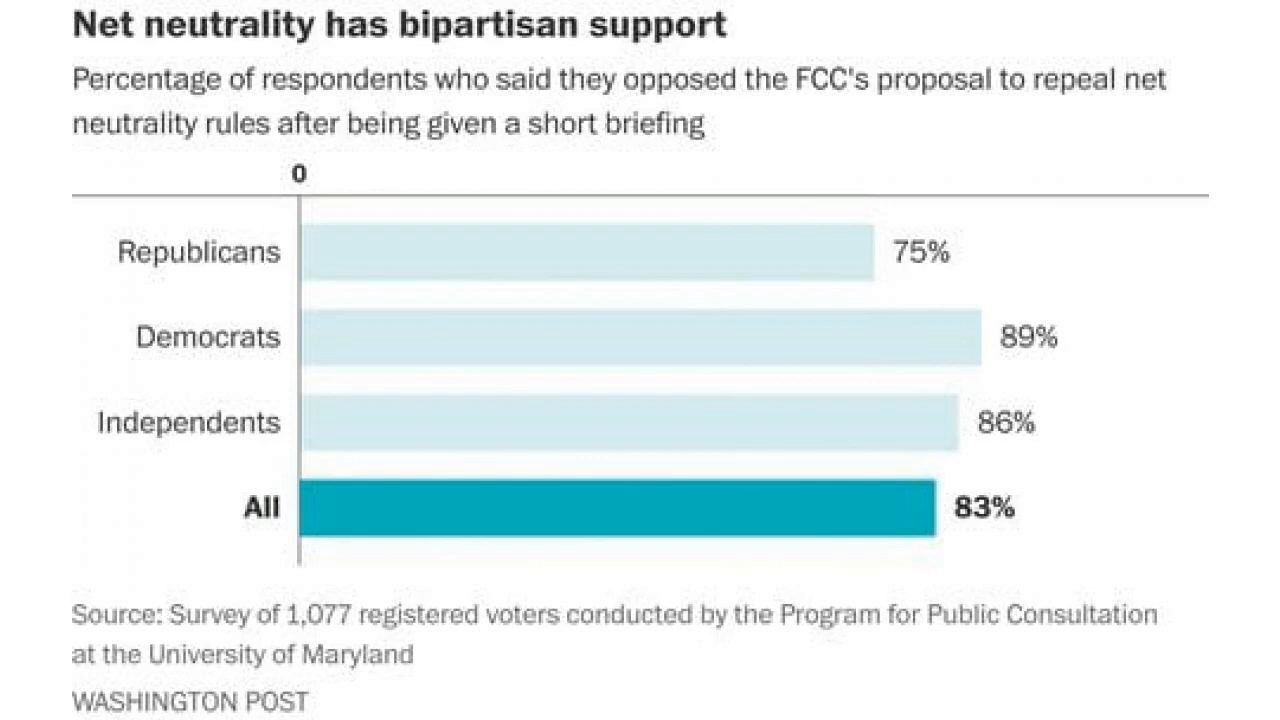 Net neutrality has bipartisan support
Percentage of respondents who said they opposed the FCC's proposal to repeal net
neutrality rules after being given a short briefing
0
Republicans 75%
Democrats 89%
Independents 86%
All 83%
Source: Survey of 1,077 registered voters conducted by the Program for Public Consultation
at the University of Maryland
WASHINGTON POST